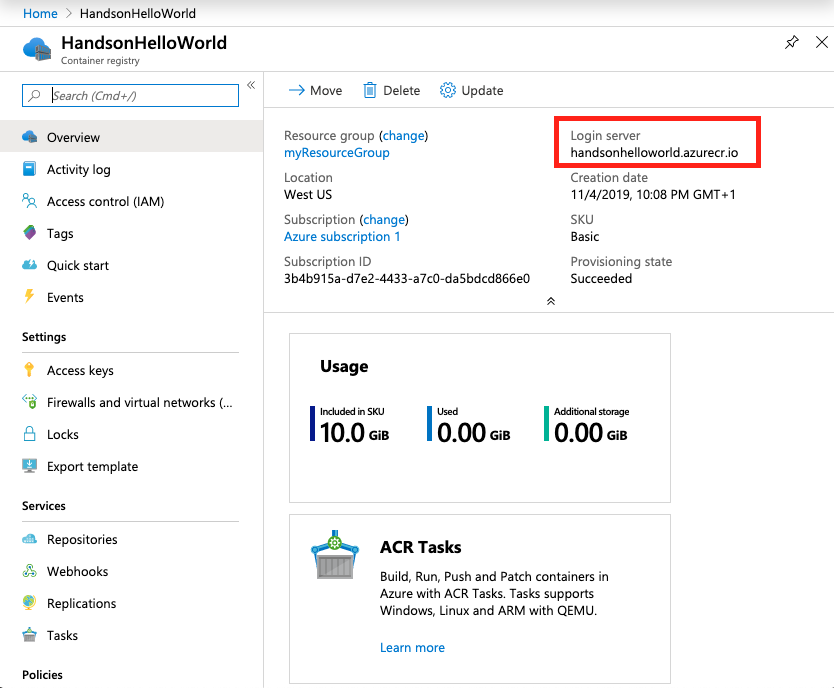 Home > HandsonHelloWorld
HandsonHelloWorld
Container registry
Search (Cmd+/)
«
Overview
Activity log
Access control (IAM)
Tags
Quick start
Events
Settings
Access keys
Firewalls and virtual networks (...
Locks
Export template
Services
Repositories
Webhooks
Replications
Tasks
Policies
Move Delete Update
Resource group (change)
myResourceGroup
Location
West US
Subscription (change)
Azure subscription 1
Subscription ID
3b4b915a-d7e2-4433-a7c0-da5bdcd866e0
Login server
handsonhelloworld.azurecr.io
Creation date
11/4/2019, 10:08 PM GMT+1
SKU
Basic
Provisioning state
Succeeded
Usage
Included in SKU
10.0 GiB
Used
0.00 GiB
Additional storage
0.00 GiB
ACR Tasks
Build, Run, Push and Patch containers in
Azure with ACR Tasks. Tasks supports
Windows, Linux and ARM with QEMU.
Learn more